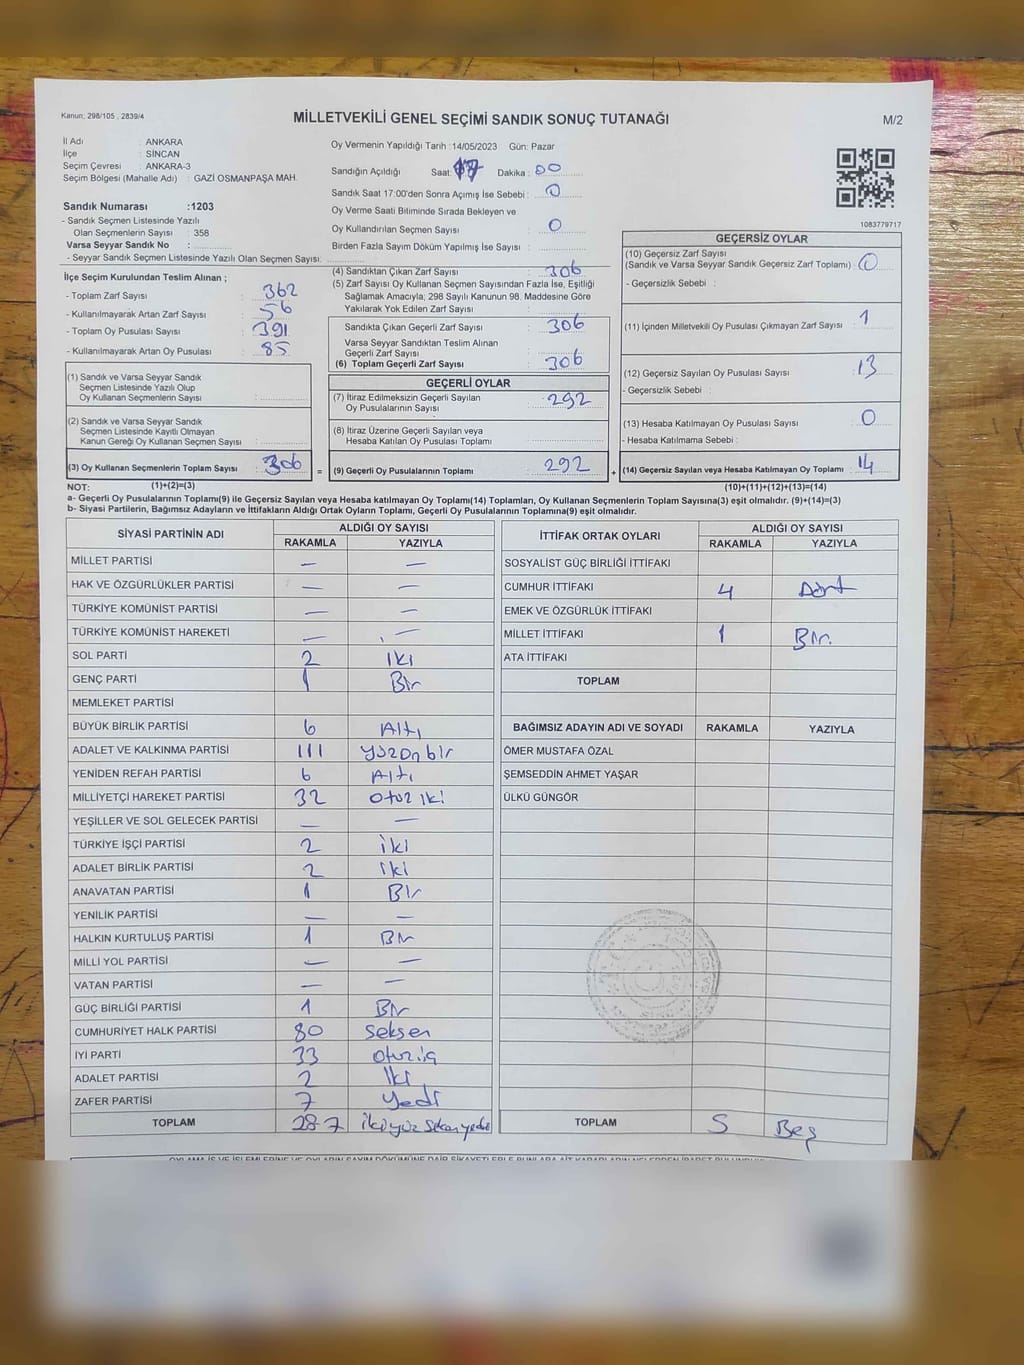 Kanun; 298/105 , 2839/4
MİLLETVEKİLİ GENEL SEÇİMİ SANDIK SONUÇ TUTANAĞI
M/2
İl Adı : ANKARA
İlçe : SİNCAN
Seçim Çevresi : ANKARA-3
Seçim Bölgesi (Mahalle Adı) : GAZİ OSMANPAŞA MAH.
Sandık Numarası :1203
- Sandık Seçmen Listesinde Yazılı
Olan Seçmenlerin Sayısı : 358
Varsa Seyyar Sandık No :
- Seyyar Sandık Seçmen Listesinde Yazılı Olan Seçmen Sayısı:
Oy Vermenin Yapıldığı Tarih :14/05/2023 Gün: Pazar
Sandığın Açıldığı Saat: 17 Dakika : 00
Sandık Saat 17:00'den Sonra Açımış İse Sebebi : 0
Oy Verme Saati Bitiminde Sırada Bekleyen ve
Oy Kullandırılan Seçmen Sayısı : 0
Birden Fazla Sayım Döküm Yapılmış İse Sayısı :
1083779717
İlçe Seçim Kurulundan Teslim Alınan ;
- Toplam Zarf Sayısı : 362
- Kullanılmayarak Artan Zarf Sayısı : 56
- Toplam Oy Pusulası Sayısı : 391
- Kullanılmayarak Artan Oy Pusulası : 85
(4) Sandıktan Çıkan Zarf Sayısı : 306
(5) Zarf Sayısı Oy Kullanan Seçmen Sayısından Fazla İse, Eşitliği
Sağlamak Amacıyla; 298 Sayılı Kanunun 98. Maddesine Göre
Yakılarak Yok Edilen Zarf Sayısı :
Sandıkta Çıkan Geçerli Zarf Sayısı : 306
Varsa Seyyar Sandıktan Teslim Alınan
Geçerli Zarf Sayısı :
(6) Toplam Geçerli Zarf Sayısı : 306
GEÇERSİZ OYLAR
(10) Geçersiz Zarf Sayısı
(Sandık ve Varsa Seyyar Sandık Geçersiz Zarf Toplamı) : 0
- Geçersizlik Sebebi :
(11) İçinden Milletvekili Oy Pusulası Çıkmayan Zarf Sayısı : 1
(12) Geçersiz Sayılan Oy Pusulası Sayısı : 13
- Geçersizlik Sebebi :
(13) Hesaba Katılmayan Oy Pusulası Sayısı : 0
- Hesaba Katılmama Sebebi :
(14) Geçersiz Sayılan veya Hesaba Katılmayan Oy Toplamı : 14
(1) Sandık ve Varsa Seyyar Sandık
Seçmen Listesinde Yazılı Olup
Oy Kullanan Seçmenlerin Sayısı :
(2) Sandık ve Varsa Seyyar Sandık
Seçmen Listesinde Kayıtlı Olmayan
Kanun Gereği Oy Kullanan Seçmen Sayısı :
(3) Oy Kullanan Seçmenlerin Toplam Sayısı : 306 =
GEÇERLİ OYLAR
(7) İtiraz Edilmeksizin Geçerli Sayılan
Oy Pusulalarının Sayısı : 292
(8) İtiraz Üzerine Geçerli Sayılan veya
Hesaba Katılan Oy Pusulası Toplamı :
(9) Geçerli Oy Pusulalarının Toplamı : 292 +
NOT: (1)+(2)=(3) (10)+(11)+(12)+(13)=(14)
a- Geçerli Oy Pusulalarının Toplamı(9) ile Geçersiz Sayılan veya Hesaba katılmayan Oy Toplamı(14) Toplamları, Oy Kullanan Seçmenlerin Toplam Sayısına(3) eşit olmalıdır. (9)+(14)=(3)
b- Siyasi Partilerin, Bağımsız Adayların ve İttifakların Aldığı Ortak Oyların Toplamı, Geçerli Oy Pusulalarının Toplamına(9) eşit olmalıdır.
SİYASİ PARTİNİN ADI ALDIĞI OY SAYISI
RAKAMLA YAZIYLA
MİLLET PARTİSİ — —
HAK VE ÖZGÜRLÜKLER PARTİSİ — —
TÜRKİYE KOMÜNİST PARTİSİ — —
TÜRKİYE KOMÜNİST HAREKETİ — —
SOL PARTİ 2 iki
GENÇ PARTİ 1 Bir
MEMLEKET PARTİSİ
BÜYÜK BİRLİK PARTİSİ 6 Altı
ADALET VE KALKINMA PARTİSİ 111 yüzonbir
YENİDEN REFAH PARTİSİ 6 Altı
MİLLİYETÇİ HAREKET PARTİSİ 32 otuz iki
YEŞİLLER VE SOL GELECEK PARTİSİ — —
TÜRKİYE İŞÇİ PARTİSİ 2 iki
ADALET BİRLİK PARTİSİ 2 iki
ANAVATAN PARTİSİ 1 Bir
YENİLİK PARTİSİ — —
HALKIN KURTULUŞ PARTİSİ 1 Bir
MİLLİ YOL PARTİSİ — —
VATAN PARTİSİ — —
GÜÇ BİRLİĞİ PARTİSİ 1 Bir
CUMHURİYET HALK PARTİSİ 80 seksen
İYİ PARTİ 33 otuz üç
ADALET PARTİSİ 2 iki
ZAFER PARTİSİ 7 yedi
TOPLAM 287 ikiyüz seksenyedi
İTTİFAK ORTAK OYLARI ALDIĞI OY SAYISI
RAKAMLA YAZIYLA
SOSYALİST GÜÇ BİRLİĞİ İTTİFAKI
CUMHUR İTTİFAKI 4 Dört
EMEK VE ÖZGÜRLÜK İTTİFAKI
MİLLET İTTİFAKI 1 Bir.
ATA İTTİFAKI
TOPLAM
BAĞIMSIZ ADAYIN ADI VE SOYADI RAKAMLA YAZIYLA
ÖMER MUSTAFA ÖZAL
ŞEMSEDDİN AHMET YAŞAR
ÜLKÜ GÜNGÖR
TOPLAM 5 Beş